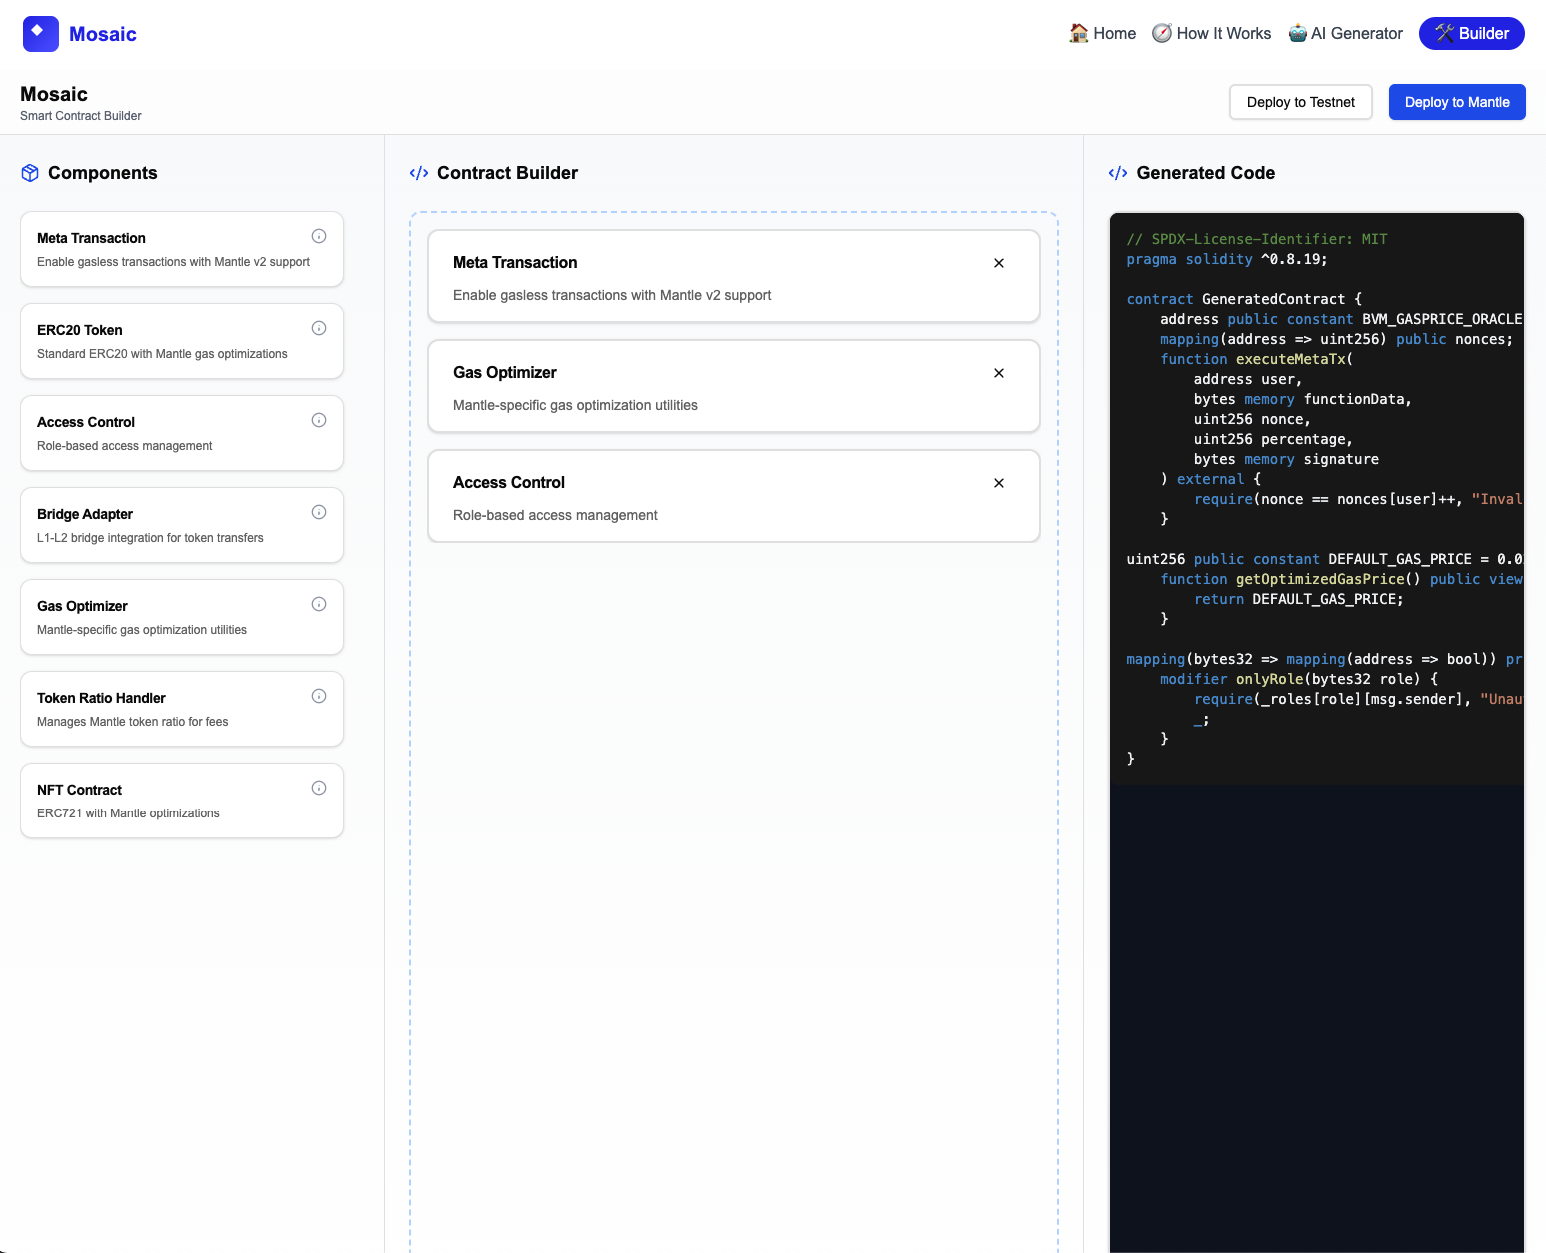 Mosaic
Home
How It Works
AI Generator
Builder
Mosaic
Smart Contract Builder
Deploy to Testnet
Deploy to Mantle
Components
Meta Transaction
Enable gasless transactions with Mantle v2 support
ERC20 Token
Standard ERC20 with Mantle gas optimizations
Access Control
Role-based access management
Bridge Adapter
L1-L2 bridge integration for token transfers
Gas Optimizer
Mantle-specific gas optimization utilities
Token Ratio Handler
Manages Mantle token ratio for fees
NFT Contract
ERC721 with Mantle optimizations
Contract Builder
Meta Transaction
Enable gasless transactions with Mantle v2 support
Gas Optimizer
Mantle-specific gas optimization utilities
Access Control
Role-based access management
Generated Code
// SPDX-License-Identifier: MIT
pragma solidity ^0.8.19;
contract GeneratedContract {
address public constant BVM_GASPRICE_ORACLE
mapping(address => uint256) public nonces;
function executeMetaTx(
address user,
bytes memory functionData,
uint256 nonce,
uint256 percentage,
bytes memory signature
) external {
require(nonce == nonces[user]++, "Inval
}
uint256 public constant DEFAULT_GAS_PRICE = 0.0
function getOptimizedGasPrice() public view
return DEFAULT_GAS_PRICE;
}
mapping(bytes32 => mapping(address => bool)) pr
modifier onlyRole(bytes32 role) {
require(_roles[role][msg.sender], "Unau
_;
}
}